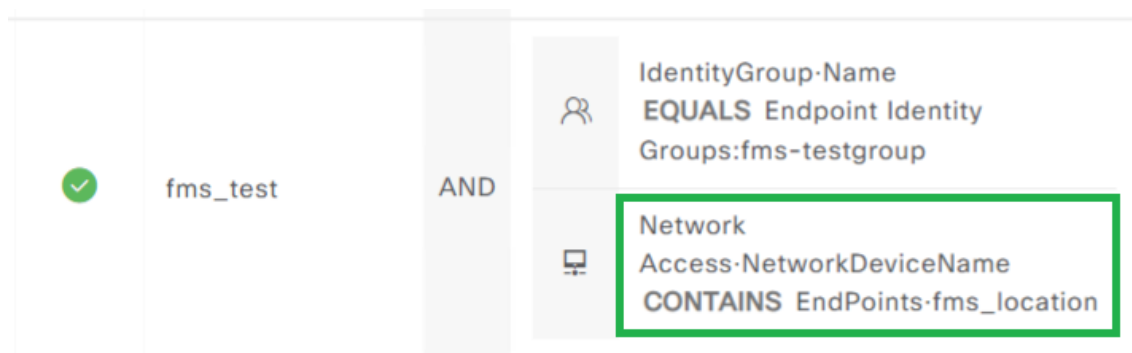 IdentityGroup·Name
EQUALS Endpoint Identity
Groups:fms-testgroup
fms_test
AND
Network
Access·NetworkDeviceName
CONTAINS EndPoints·fms_location